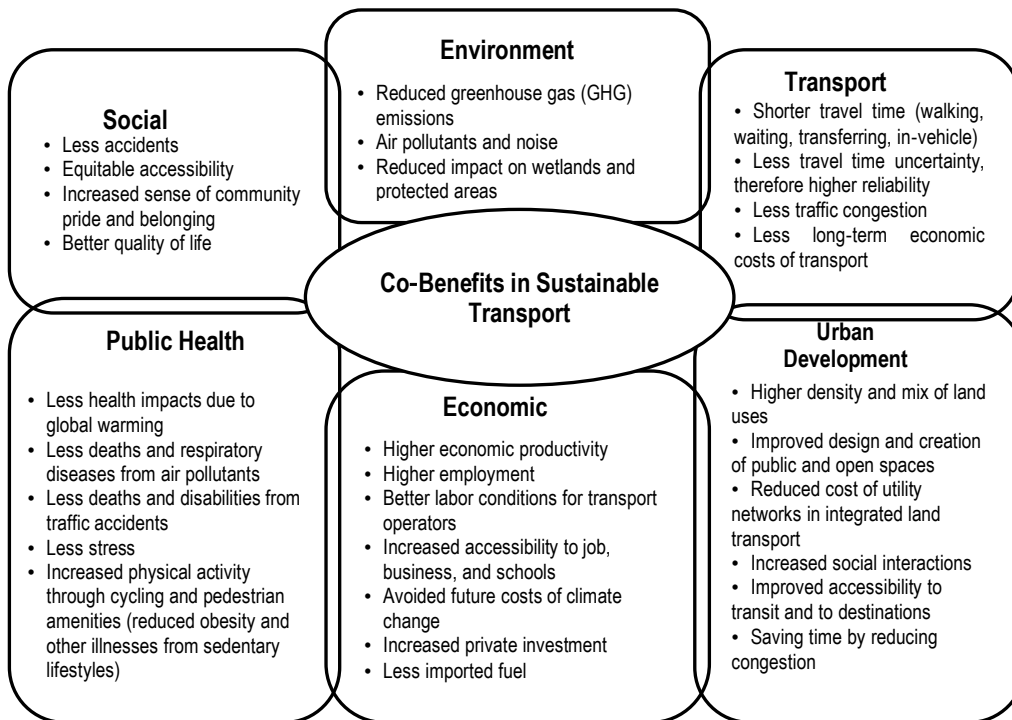 Social
• Less accidents
• Equitable accessibility
• Increased sense of community
pride and belonging
• Better quality of life
Environment
• Reduced greenhouse gas (GHG)
emissions
• Air pollutants and noise
• Reduced impact on wetlands and
protected areas
Transport
• Shorter travel time (walking,
waiting, transferring, in-vehicle)
• Less travel time uncertainty,
therefore higher reliability
• Less traffic congestion
• Less long-term economic
costs of transport
Co-Benefits in Sustainable
Transport
Public Health
• Less health impacts due to
global warming
• Less deaths and respiratory
diseases from air pollutants
• Less deaths and disabilities from
traffic accidents
• Less stress
• Increased physical activity
through cycling and pedestrian
amenities (reduced obesity and
other illnesses from sedentary
lifestyles)
Economic
• Higher economic productivity
• Higher employment
• Better labor conditions for transport
operators
• Increased accessibility to job,
business, and schools
• Avoided future costs of climate
change
• Increased private investment
• Less imported fuel
Urban
Development
• Higher density and mix of land
uses
• Improved design and creation
of public and open spaces
• Reduced cost of utility
networks in integrated land
transport
• Increased social interactions
• Improved accessibility to
transit and to destinations
• Saving time by reducing
congestion